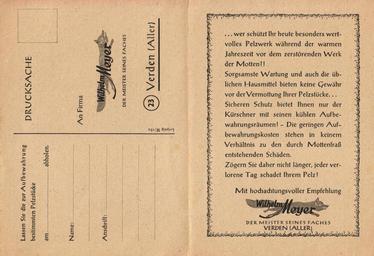 DRUCKSACHE
An Firma
Wilhelm
Meyer
DER MEISTER SEINES FACHES
23 Verden (Aller)
Lassen Sie die zur Aufbewahrung
bestimmten Pelzstücke
am abholen.
Name:
Anschrift:
... wer schützt Ihr heute besonders wert-
volles Pelzwerk während der warmen
Jahreszeit vor dem zerstörenden Werk
der Motten?!
Sorgsamste Wartung und auch die üb-
lichen Hausmittel bieten keine Gewähr
vor der Vermottung Ihrer Pelzstücke...
Sicheren Schutz bietet Ihnen nur der
Kürschner mit seinen kühlen Aufbe-
wahrungsräumen! - Die geringen Auf-
bewahrungskosten stehen in keinem
Verhältnis zu den durch Mottenfraß
entstehenden Schäden.
Zögern Sie daher nicht länger, jeder ver-
lorene Tag schadet Ihrem Pelz!
Mit hochachtungsvoller Empfehlung
Wilhelm
Meyer
DER MEISTER SEINES FACHES
VERDEN (ALLER)